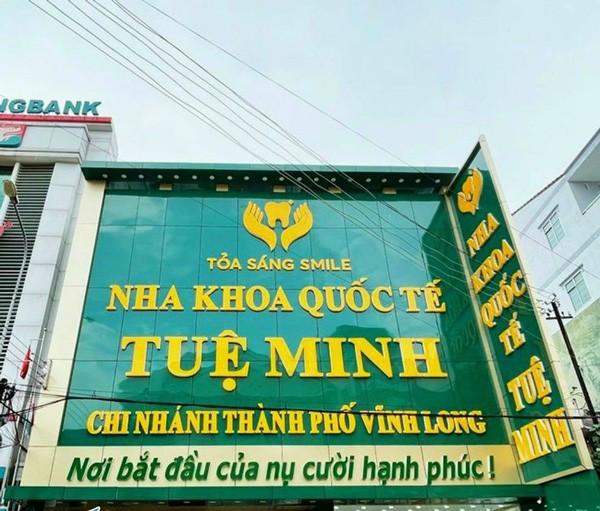 NGBANK
TỎA SÁNG SMILE
NHA KHOA QUỐC TẾ
TUỆ MINH
CHI NHÁNH THÀNH PHỐ VĨNH LONG
Nơi bắt đầu của nụ cười hạnh phúc!
NHA
KHOA
QUỐC
TẾ
TUỆ
MINH